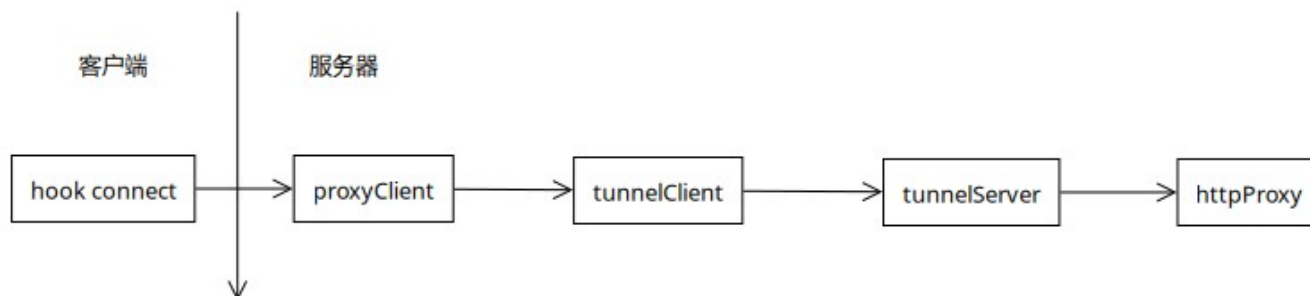 客户端
服务器
hook connect
proxyClient
tunnelClient
tunnelServer
httpProxy